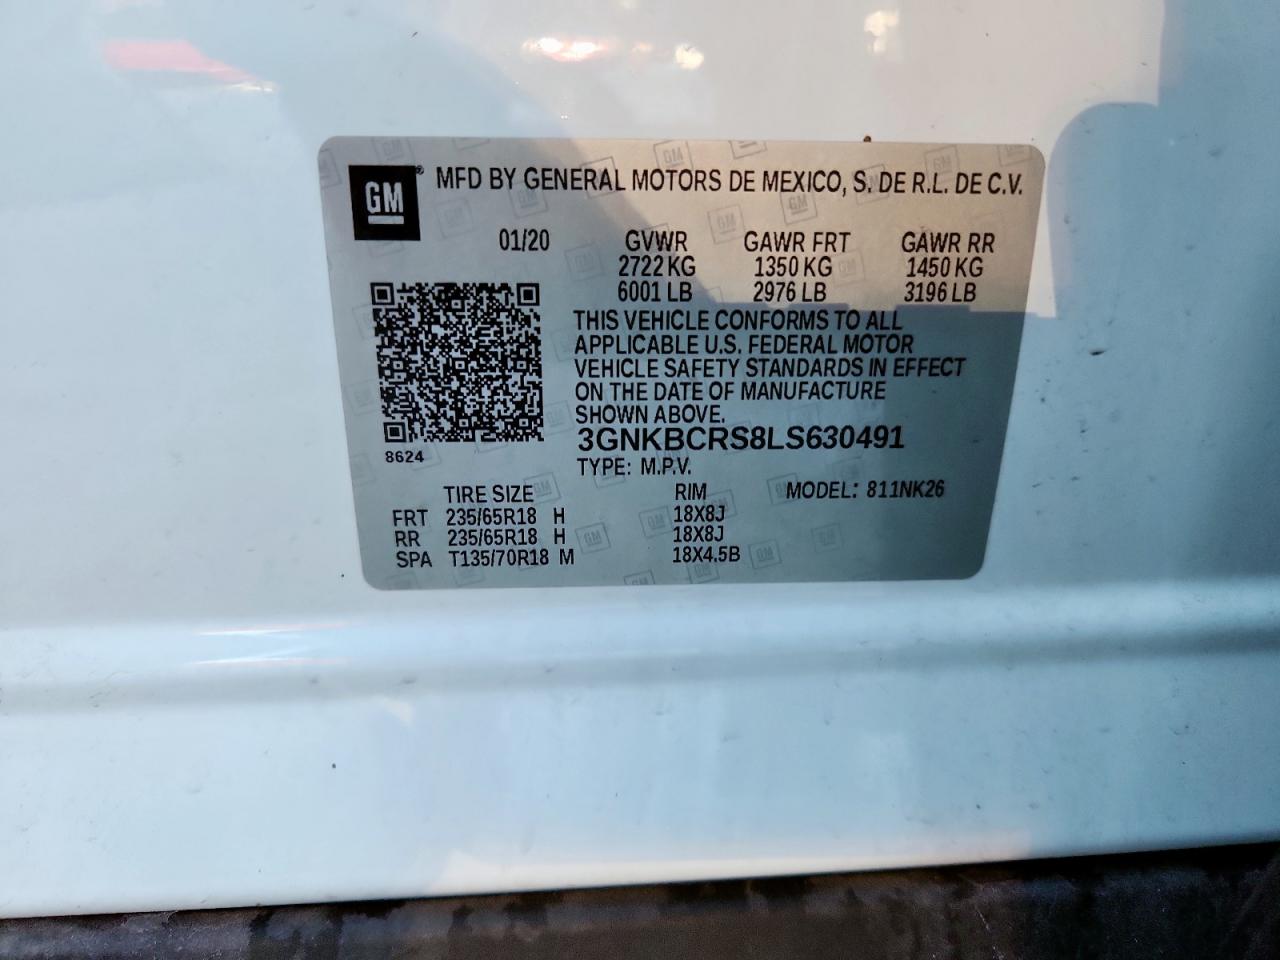 GM® MFD BY GENERAL MOTORS DE MEXICO, S. DE R.L. DE C.V.
01/20 GVWR GAWR FRT GAWR RR
2722 KG 1350 KG 1450 KG
6001 LB 2976 LB 3196 LB
THIS VEHICLE CONFORMS TO ALL
APPLICABLE U.S. FEDERAL MOTOR
VEHICLE SAFETY STANDARDS IN EFFECT
ON THE DATE OF MANUFACTURE
SHOWN ABOVE.
3GNKBCRS8LS630491
8624
TYPE: M.P.V.
TIRE SIZE RIM MODEL: 811NK26
FRT 235/65R18 H 18X8J
RR 235/65R18 H 18X8J
SPA T135/70R18 M 18X4.5B